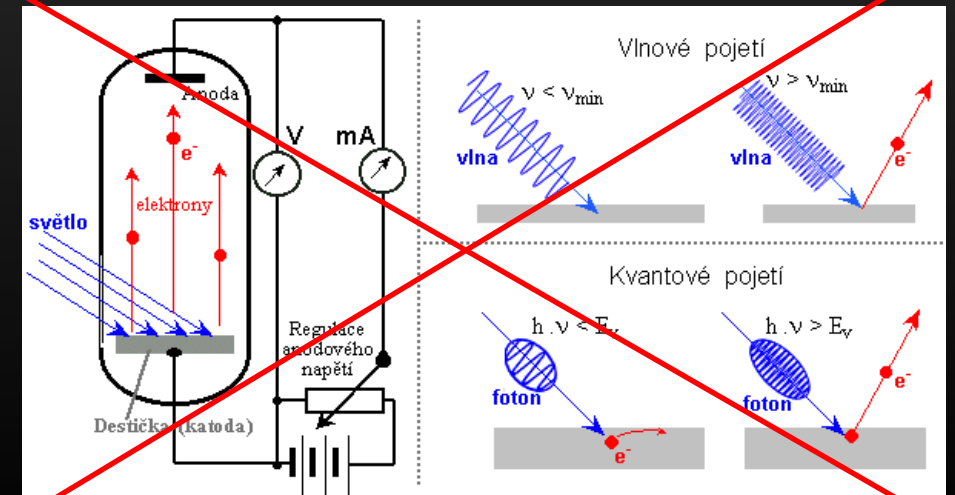 Anoda
V
mA
e-
elektrony
světlo
Regulace
anodového
napětí
Destička (katoda)
Vlnové pojetí
ν < νmin
vlna
ν > νmin
vlna
e-
Kvantové pojetí
h.ν < Ev
foton
e-
h.ν > Ev
foton
e-